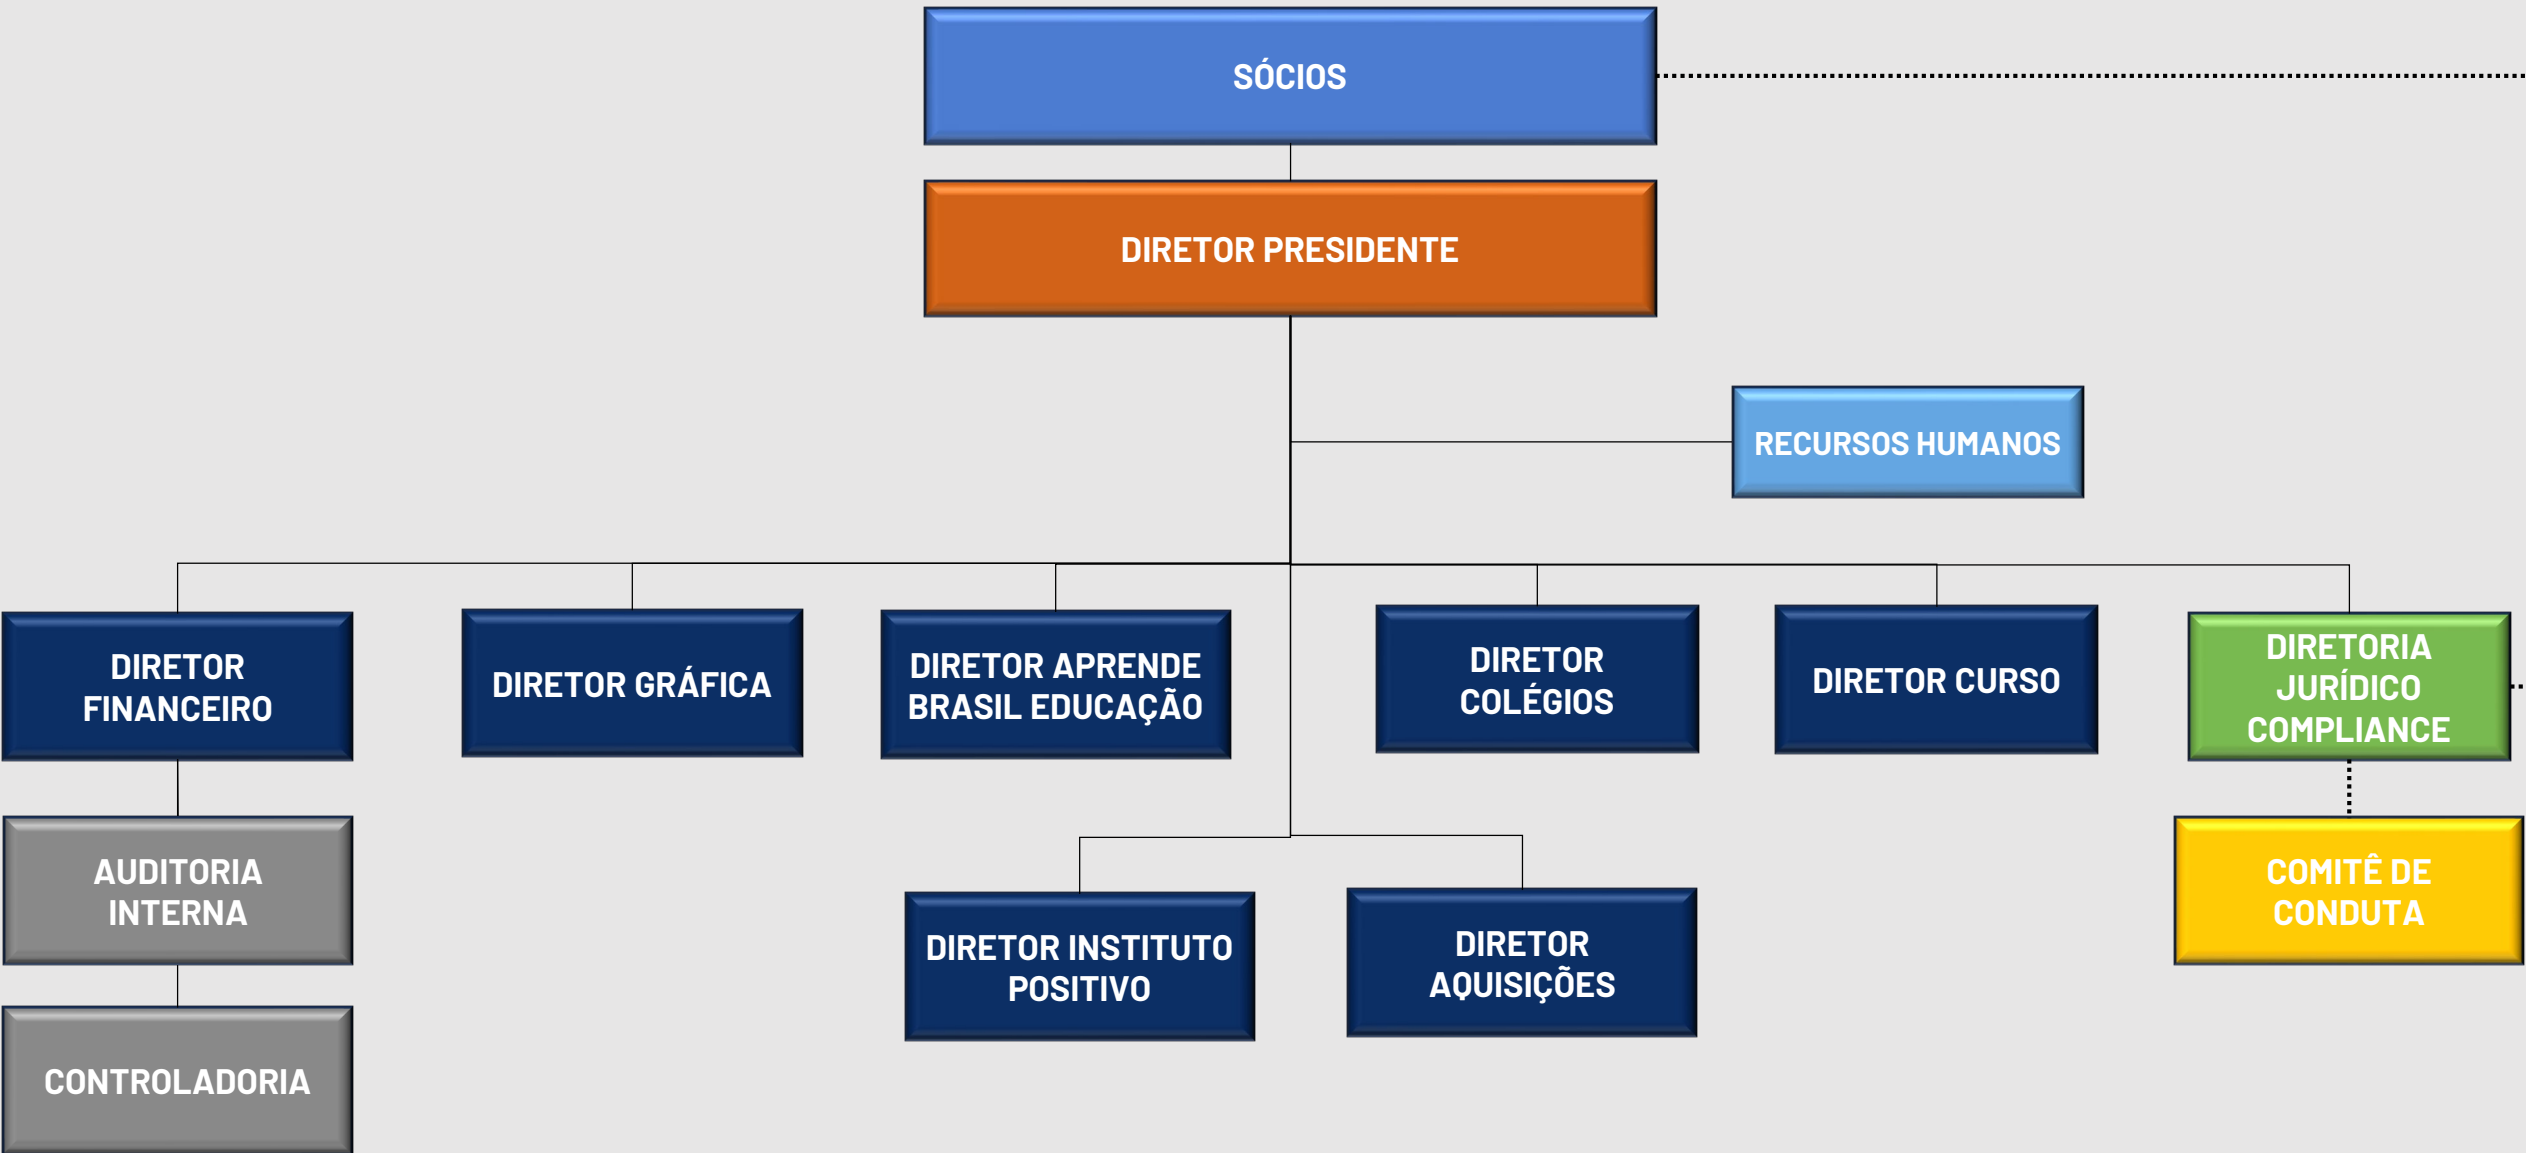 SÓCIOS
DIRETOR PRESIDENTE
RECURSOS HUMANOS
DIRETOR
FINANCEIRO
DIRETOR GRÁFICA
DIRETOR APRENDE
BRASIL EDUCAÇÃO
DIRETOR
COLÉGIOS
DIRETOR CURSO
DIRETORIA
JURÍDICO
COMPLIANCE
AUDITORIA
INTERNA
COMITÊ DE
CONDUTA
DIRETOR INSTITUTO
POSITIVO
DIRETOR
AQUISIÇÕES
CONTROLADORIA